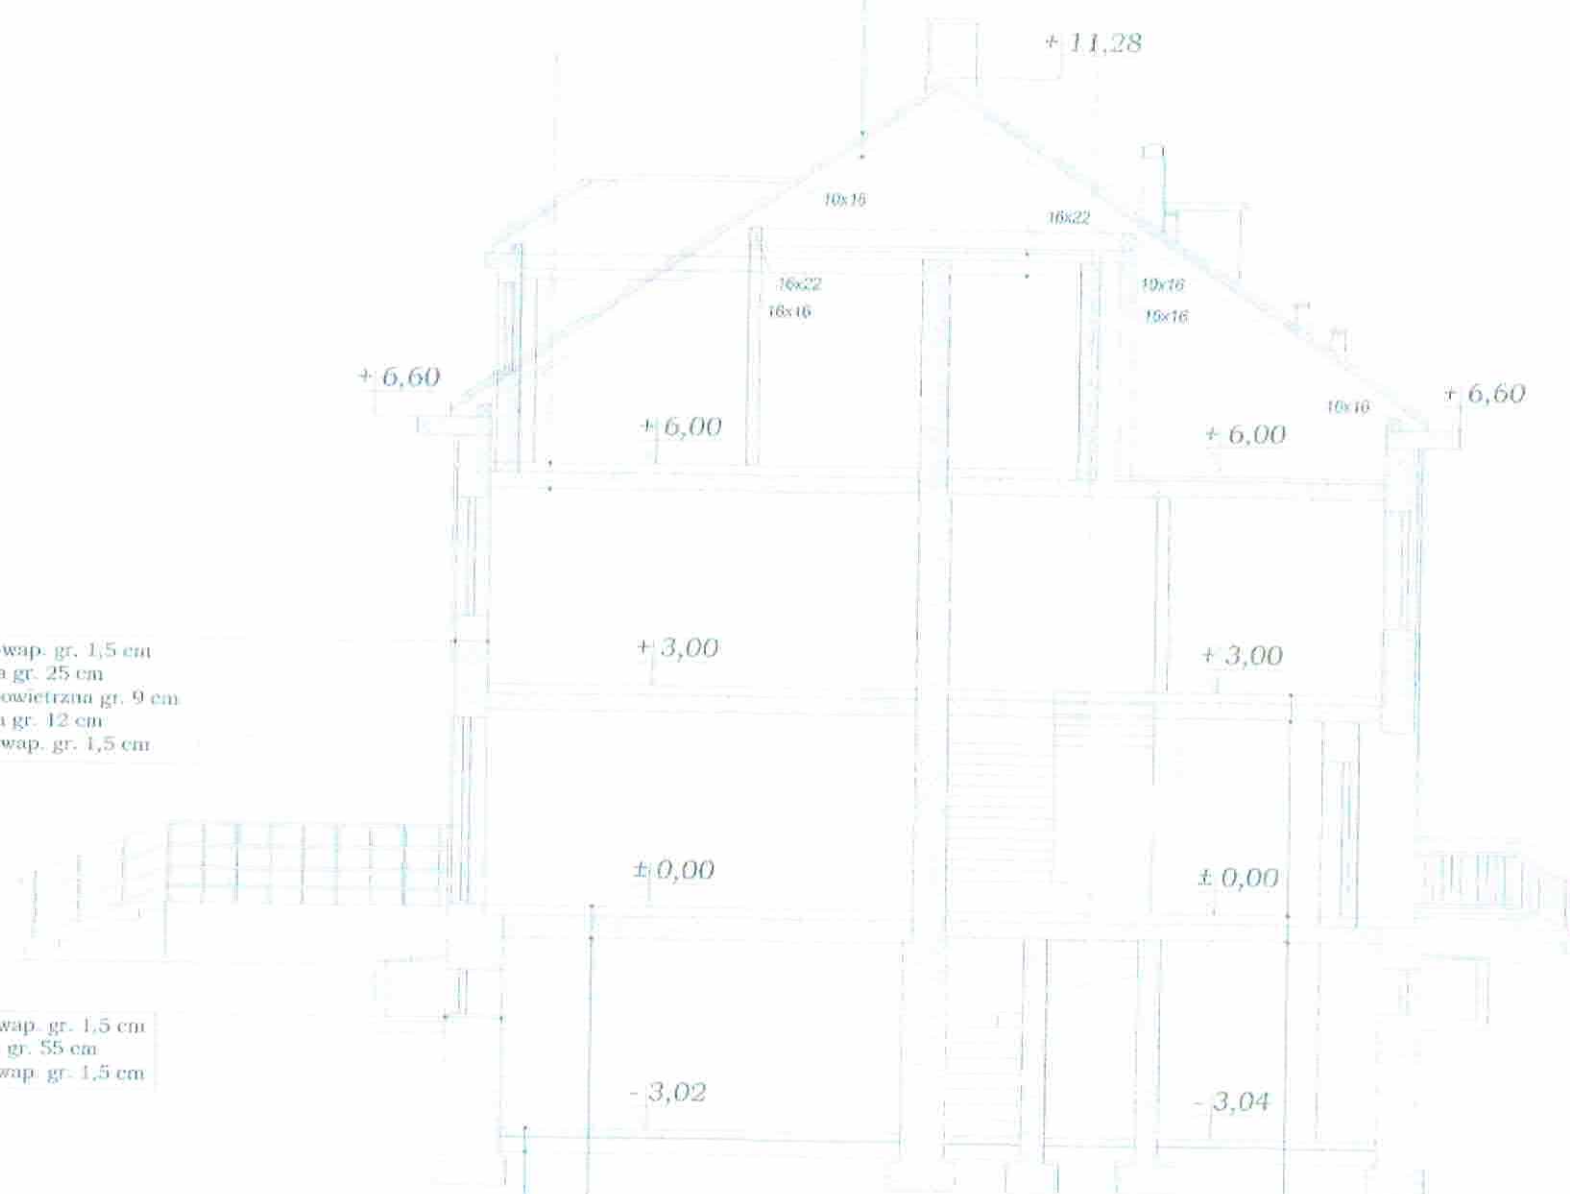 + 11,28
10x16
16x22
16x22
16x16
10x16
16x16
+ 6,60
+ 6,60
16x16
+ 6,00
+ 6,00
+ 3,00
+ 3,00
wap. gr. 1,5 cm
a gr. 25 cm
owietrzna gr. 9 cm
a gr. 12 cm
wap. gr. 1,5 cm
± 0,00
± 0,00
wap. gr. 1,5 cm
gr. 55 cm
wap. gr. 1,5 cm
- 3,02
- 3,04